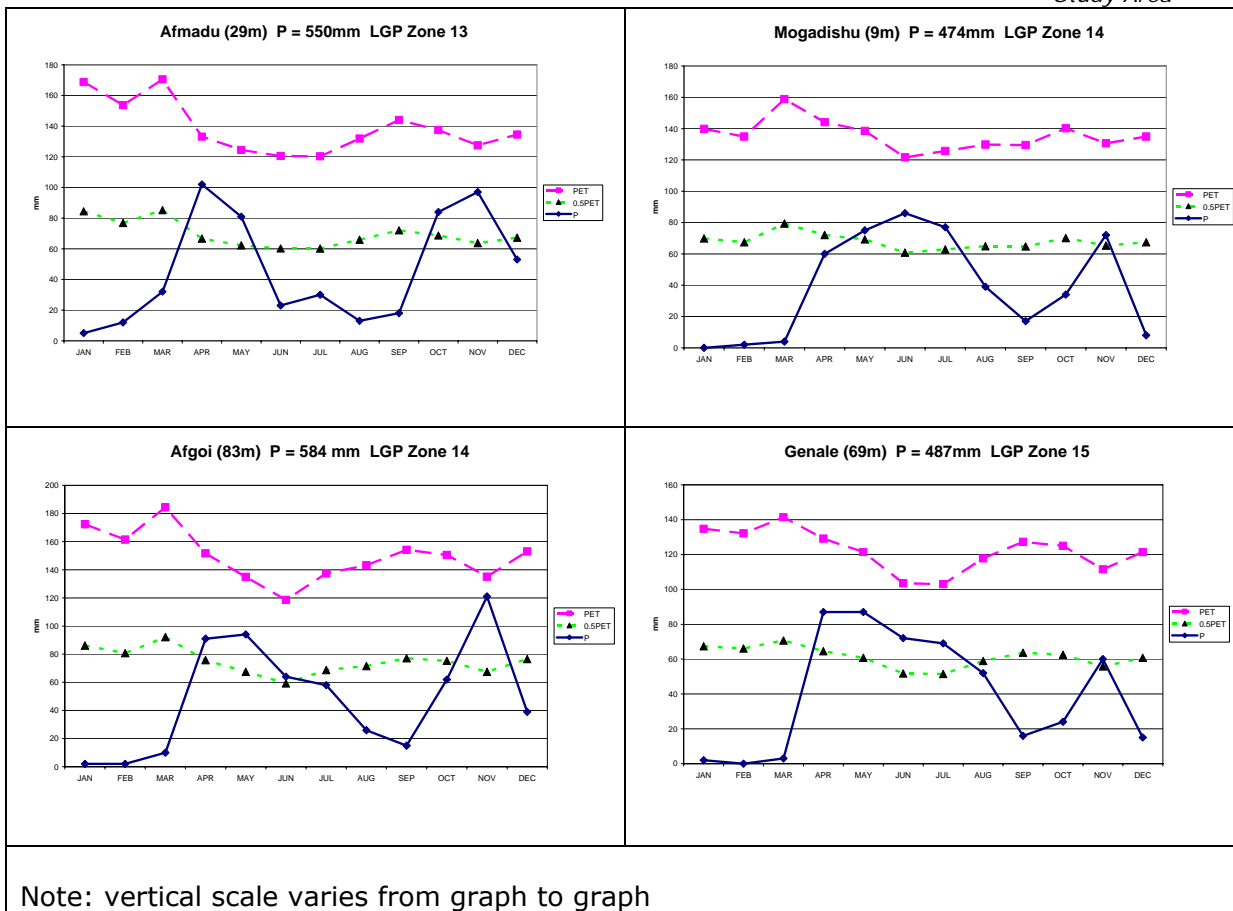 Study Area
Afmadu (29m) P = 550mm LGP Zone 13
180
160
140
120
100
80
60
40
20
0
mm
JAN FEB MAR APR MAY JUN JUL AUG SEP OCT NOV DEC
PET
0.5PET
P
Mogadishu (9m) P = 474mm LGP Zone 14
180
160
140
120
100
80
60
40
20
0
mm
JAN FEB MAR APR MAY JUN JUL AUG SEP OCT NOV DEC
PET
0.5PET
P
Afgoi (83m) P = 584 mm LGP Zone 14
200
180
160
140
120
100
80
60
40
20
0
mm
JAN FEB MAR APR MAY JUN JUL AUG SEP OCT NOV DEC
PET
0.5PET
P
Genale (69m) P = 487mm LGP Zone 15
160
140
120
100
80
60
40
20
0
mm
JAN FEB MAR APR MAY JUN JUL AUG SEP OCT NOV DEC
PET
0.5PET
P
Note: vertical scale varies from graph to graph